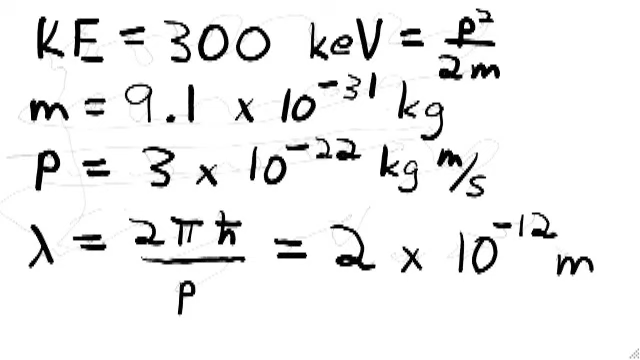 KE = 300 keV = p²/2m
m = 9.1 × 10⁻³¹ kg
p = 3 × 10⁻²² kg m/s
λ = 2πħ/p = 2 × 10⁻¹² m